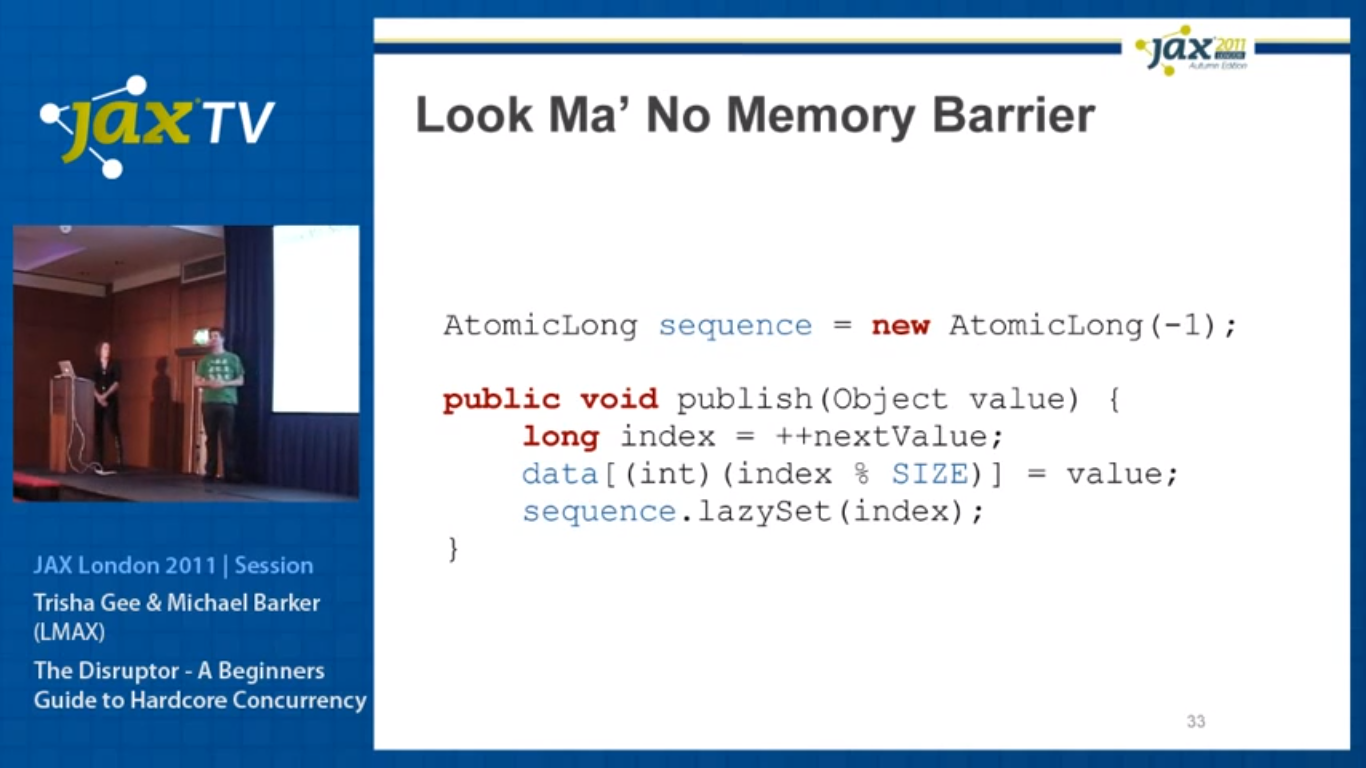 jax TV
JAX London 2011 | Session
Trisha Gee & Michael Barker
(LMAX)
The Disruptor - A Beginners
Guide to Hardcore Concurrency
jax 2011
LONDON
Autumn Edition
Look Ma’ No Memory Barrier
AtomicLong sequence = new AtomicLong(-1);
public void publish(Object value) {
    long index = ++nextValue;
    data[(int)(index % SIZE)] = value;
    sequence.lazySet(index);
}
33